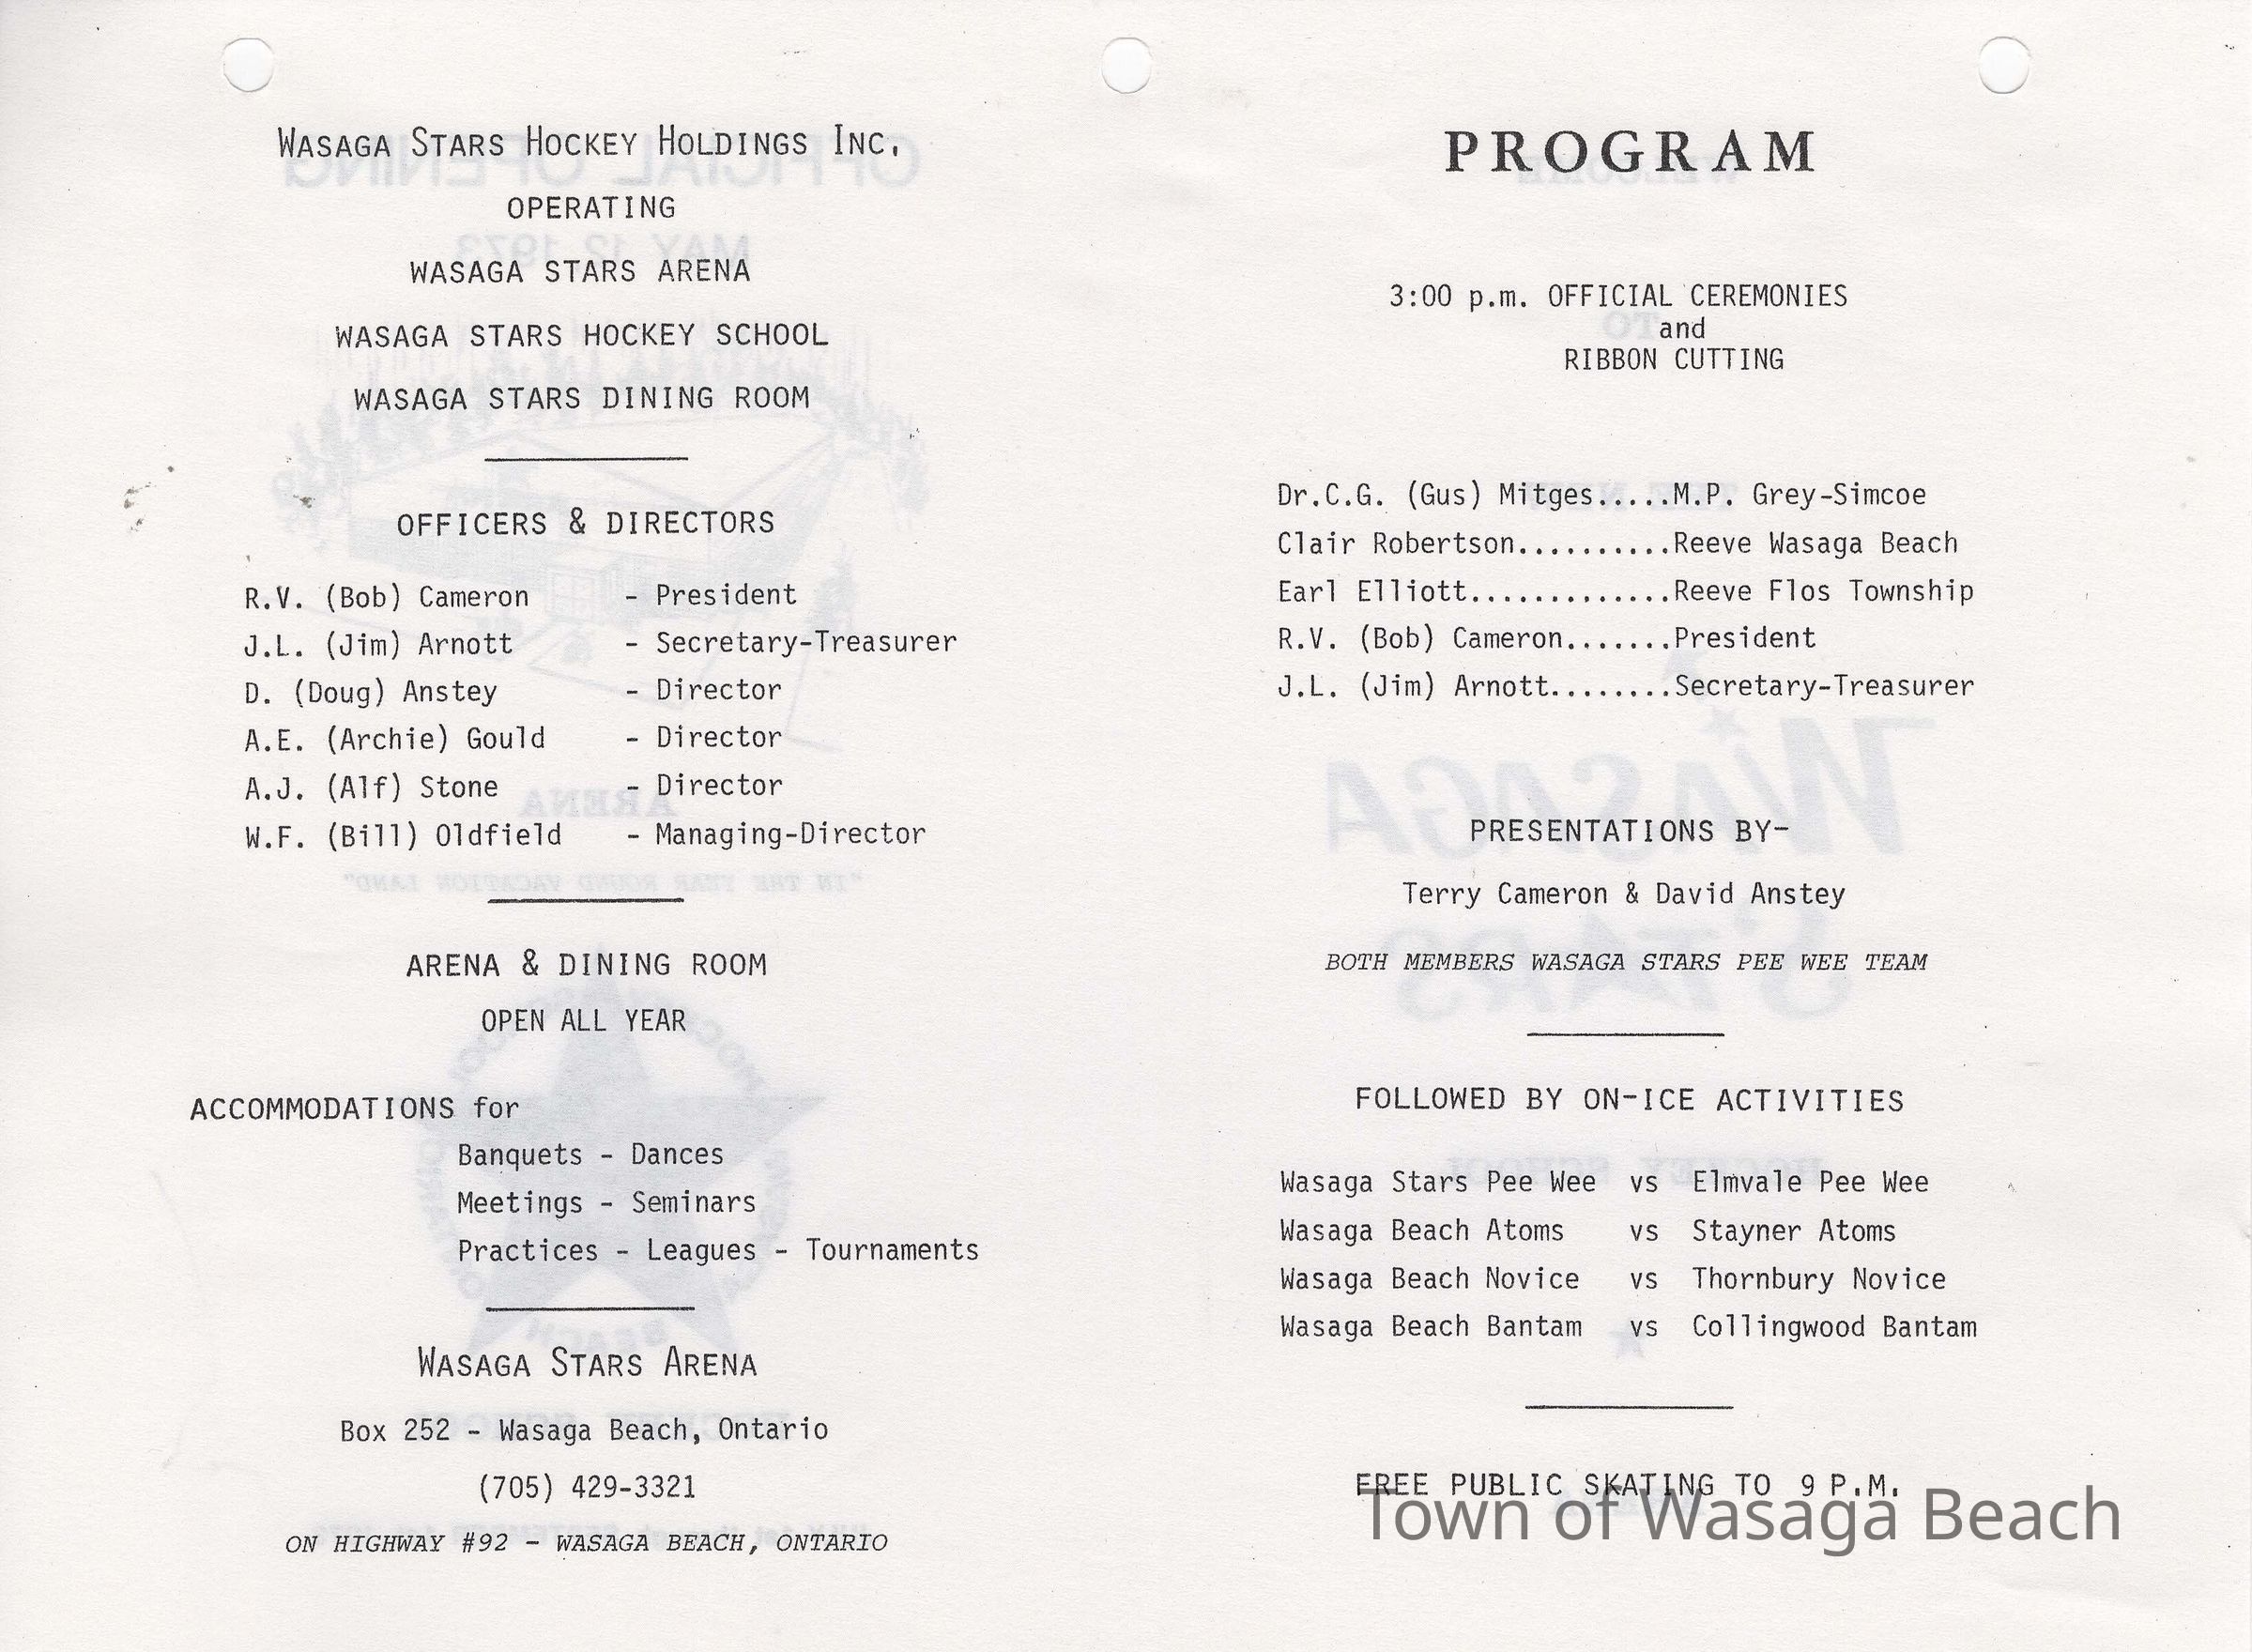 WASAGA STARS HOCKEY HOLDINGS INC.
OPERATING
WASAGA STARS ARENA
WASAGA STARS HOCKEY SCHOOL
WASAGA STARS DINING ROOM
OFFICERS & DIRECTORS
R.V. (Bob) Cameron - President
J.L. (Jim) Arnott - Secretary-Treasurer
D. (Doug) Anstey - Director
A.E. (Archie) Gould - Director
A.J. (Alf) Stone - Director
W.F. (Bill) Oldfield - Managing-Director
ARENA & DINING ROOM
OPEN ALL YEAR
ACCOMMODATIONS for
Banquets - Dances
Meetings - Seminars
Practices - Leagues - Tournaments
WASAGA STARS ARENA
Box 252 - Wasaga Beach, Ontario
(705) 429-3321
ON HIGHWAY #92 - WASAGA BEACH, ONTARIO
PROGRAM
3:00 p.m. OFFICIAL CEREMONIES
and
RIBBON CUTTING
Dr.C.G. (Gus) Mitges.....M.P. Grey-Simcoe
Clair Robertson..........Reeve Wasaga Beach
Earl Elliott.............Reeve Flos Township
R.V. (Bob) Cameron.......President
J.L. (Jim) Arnott........Secretary-Treasurer
PRESENTATIONS BY-
Terry Cameron & David Anstey
BOTH MEMBERS WASAGA STARS PEE WEE TEAM
FOLLOWED BY ON-ICE ACTIVITIES
Wasaga Stars Pee Wee vs Elmvale Pee Wee
Wasaga Beach Atoms vs Stayner Atoms
Wasaga Beach Novice vs Thornbury Novice
Wasaga Beach Bantam vs Collingwood Bantam
FREE PUBLIC SKATING TO 9 P.M.
Town of Wasaga Beach